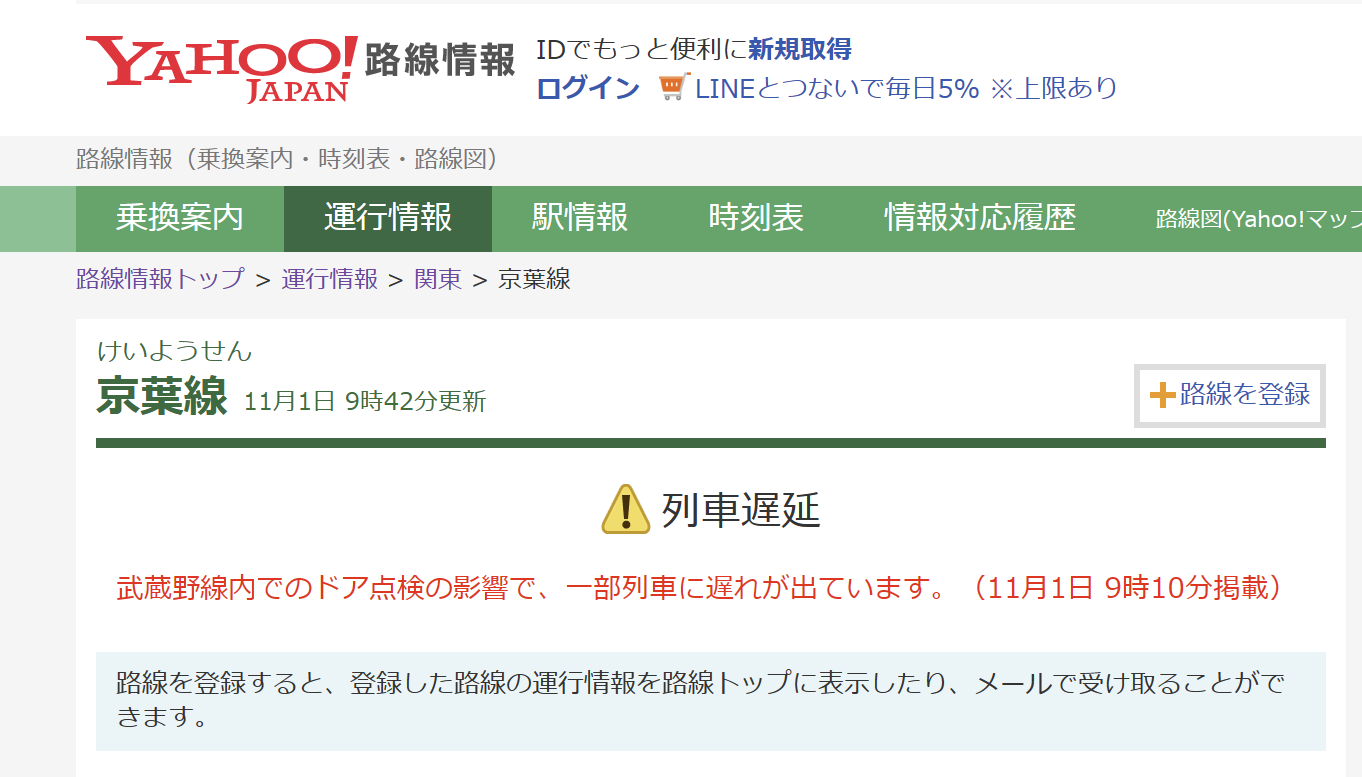 YAHOO! JAPAN 路線情報
IDでもっと便利に新規取得
ログイン LINEとつないで毎日5% ※上限あり
路線情報（乗換案内・時刻表・路線図）
乗換案内 運行情報 駅情報 時刻表 情報対応履歴 路線図(Yahoo!マップ
路線情報トップ > 運行情報 > 関東 > 京葉線
けいようせん
京葉線 11月1日 9時42分更新
+路線を登録
列車遅延
武蔵野線内でのドア点検の影響で、一部列車に遅れが出ています。（11月1日 9時10分掲載）
路線を登録すると、登録した路線の運行情報を路線トップに表示したり、メールで受け取ることがで
きます。